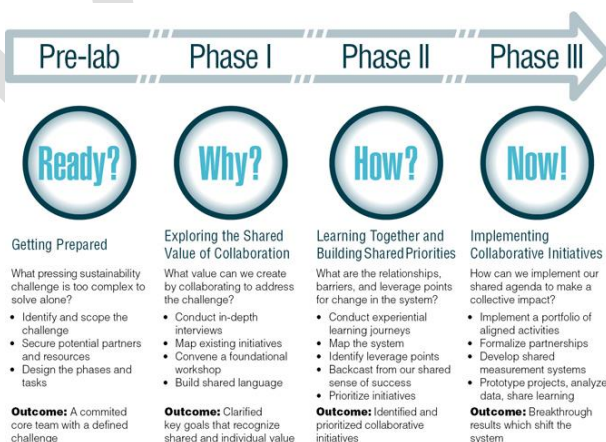 Pre-lab
Phase I
Phase II
Phase III
Ready?
Why?
How?
Now!
Getting Prepared
What pressing sustainability
challenge is too complex to
solve alone?
• Identify and scope the
challenge
• Secure potential partners
and resources
• Design the phases and
tasks
Outcome: A commited
core team with a defined
challenge
Exploring the Shared
Value of Collaboration
What value can we create
by collaborating to address
the challenge?
• Conduct in-depth
interviews
• Map existing initiatives
• Convene a foundational
workshop
• Build shared language
Outcome: Clarified
key goals that recognize
shared and individual value
Learning Together and
Building Shared Priorities
What are the relationships,
barriers, and leverage points
for change in the system?
• Conduct experiential
learning journeys
• Map the system
• Identify leverage points
• Backcast from our shared
sense of success
• Prioritize initiatives
Outcome: Identified and
prioritized collaborative
initiatives
Implementing
Collaborative Initiatives
How can we implement our
shared agenda to make a
collective impact?
• Implement a portfolio of
aligned activities
• Formalize partnerships
• Develop shared
measurement systems
• Prototype projects, analyze
data, share learning
Outcome: Breakthrough
results which shift the
system